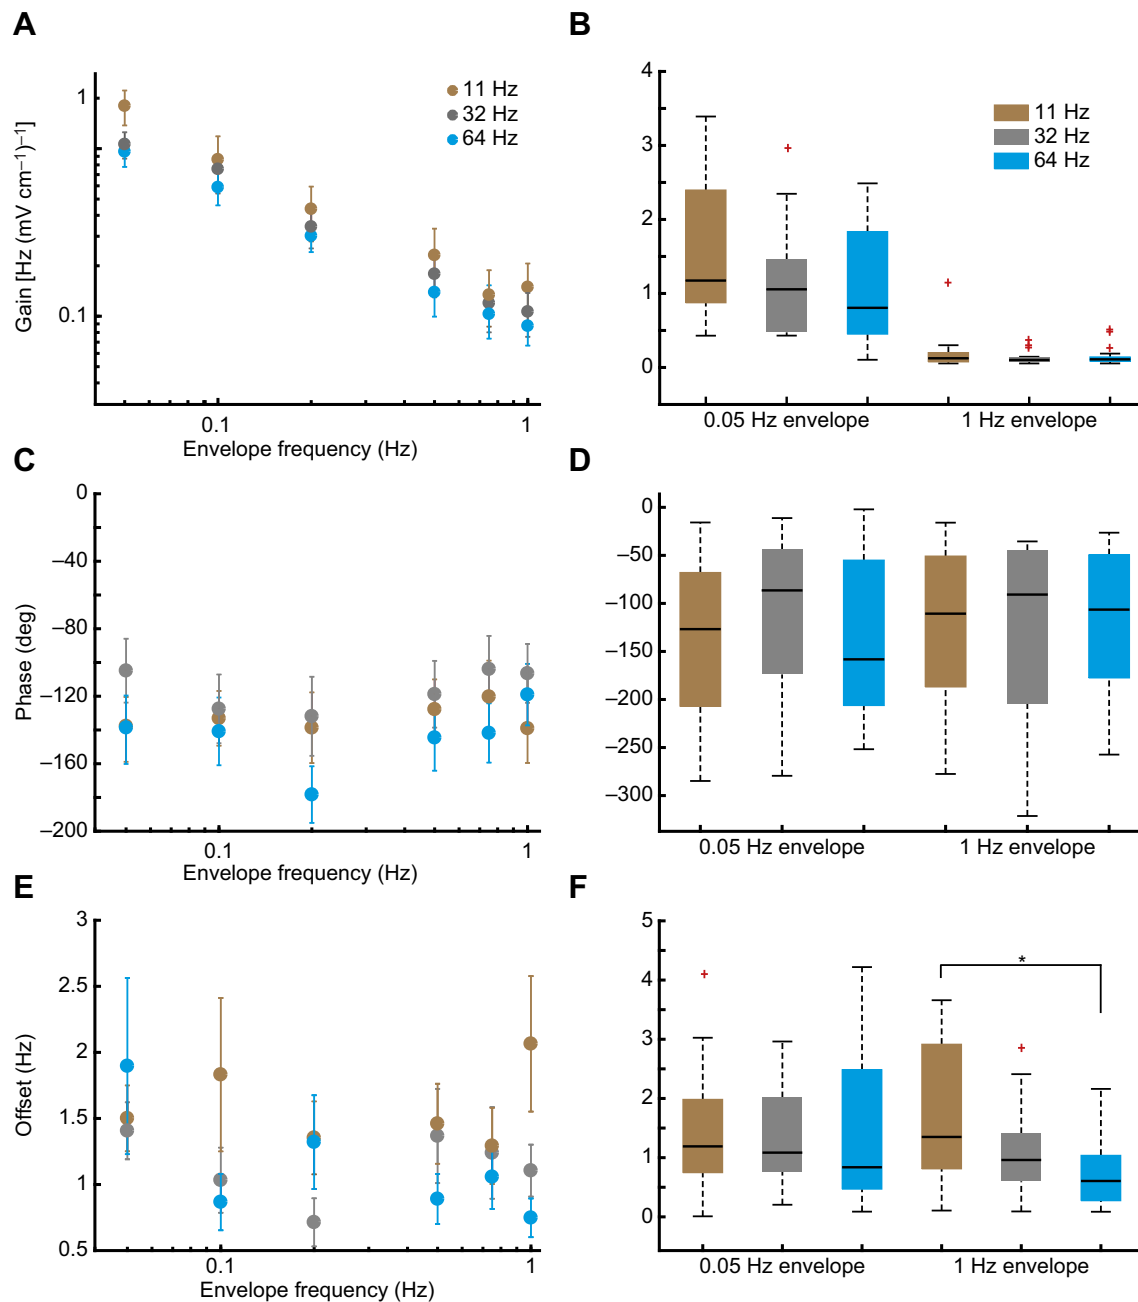 A
1
0.1
Gain [Hz (mV cm⁻¹)⁻¹]
11 Hz
32 Hz
64 Hz
0.1
1
Envelope frequency (Hz)
B
4
3
2
1
0
11 Hz
32 Hz
64 Hz
0.05 Hz envelope
1 Hz envelope
C
0
–40
–80
–120
–160
–200
Phase (deg)
0.1
1
Envelope frequency (Hz)
D
0
–50
–100
–150
–200
–250
–300
0.05 Hz envelope
1 Hz envelope
E
3
2.5
2
1.5
1
0.5
Offset (Hz)
0.1
1
Envelope frequency (Hz)
F
5
4
3
2
1
0
*
0.05 Hz envelope
1 Hz envelope